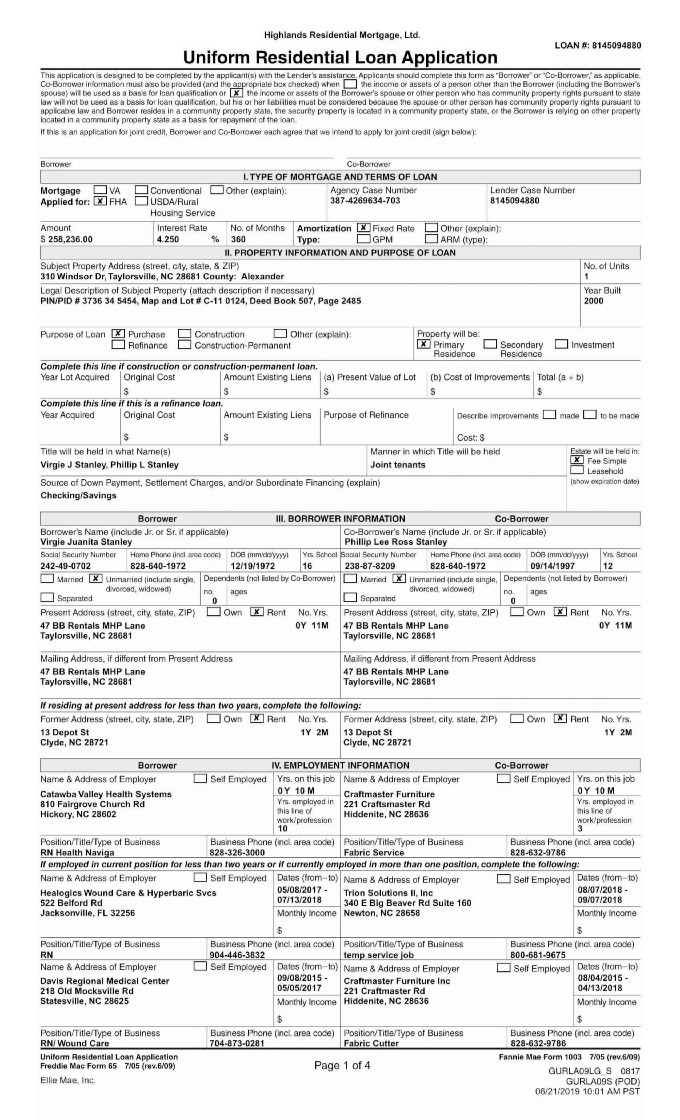 Highlands Residential Mortgage, Ltd.
LOAN #: 8145094880
Uniform Residential Loan Application
This application is designed to be completed by the applicant(s) with the Lender's assistance. Applicants should complete this form as "Borrower" or "Co-Borrower," as applicable.
Co-Borrower information must also be provided (and the appropriate box checked) when the income or assets of a person other than the Borrower (including the Borrower's
spouse) will be used as a basis for loan qualification or X the income or assets of the Borrower's spouse or other person who has community property rights pursuant to state
law will not be used as a basis for loan qualification, but his or her liabilities must be considered because the spouse or other person has community property rights pursuant to
applicable law and Borrower resides in a community property state, the security property is located in a community property state, or the Borrower is relying on other property
located in a community property state as a basis for repayment of the loan.
If this is an application for joint credit, Borrower and Co-Borrower each agree that we intend to apply for joint credit (sign below):
Borrower Co-Borrower
I. TYPE OF MORTGAGE AND TERMS OF LOAN
Mortgage VA Conventional Other (explain): Agency Case Number Lender Case Number
Applied for: X FHA USDA/Rural 387-4269634-703 8145094880
Housing Service
Amount Interest Rate No. of Months Amortization X Fixed Rate Other (explain):
$ 258,236.00 4.250 % 360 Type: GPM ARM (type):
II. PROPERTY INFORMATION AND PURPOSE OF LOAN
Subject Property Address (street, city, state, & ZIP) No. of Units
310 Windsor Dr, Taylorsville, NC 28681 County: Alexander 1
Legal Description of Subject Property (attach description if necessary) Year Built
PIN/PID # 3736 34 5454, Map and Lot # C-11 0124, Deed Book 507, Page 2485 2000
Purpose of Loan X Purchase Construction Other (explain): Property will be:
Refinance Construction-Permanent X Primary Residence Secondary Residence Investment
Complete this line if construction or construction-permanent loan.
Year Lot Acquired Original Cost Amount Existing Liens (a) Present Value of Lot (b) Cost of Improvements Total (a + b)
$ $ $ $ $
Complete this line if this is a refinance loan.
Year Acquired Original Cost Amount Existing Liens Purpose of Refinance Describe Improvements made to be made
$ $ Cost: $
Title will be held in what Name(s) Manner in which Title will be held Estate will be held in:
Virgie J Stanley, Phillip L Stanley Joint tenants X Fee Simple
Leasehold
Source of Down Payment, Settlement Charges, and/or Subordinate Financing (explain) (show expiration date)
Checking/Savings
Borrower III. BORROWER INFORMATION Co-Borrower
Borrower's Name (include Jr. or Sr. if applicable) Co-Borrower's Name (include Jr. or Sr. if applicable)
Virgie Juanita Stanley Phillip Lee Ross Stanley
Social Security Number Home Phone (incl. area code) DOB (mm/dd/yyyy) Yrs. School Social Security Number Home Phone (incl. area code) DOB (mm/dd/yyyy) Yrs. School
242-49-0702 828-640-1972 12/19/1972 16 238-87-8209 828-640-1972 09/14/1997 12
Married X Unmarried (include single, Dependents (not listed by Co-Borrower) Married X Unmarried (include single, Dependents (not listed by Borrower)
divorced, widowed) no. ages divorced, widowed) no. ages
Separated 0 Separated 0
Present Address (street, city, state, ZIP) Own X Rent No. Yrs. Present Address (street, city, state, ZIP) Own X Rent No. Yrs.
47 BB Rentals MHP Lane 0Y 11M 47 BB Rentals MHP Lane 0Y 11M
Taylorsville, NC 28681 Taylorsville, NC 28681
Mailing Address, if different from Present Address Mailing Address, if different from Present Address
47 BB Rentals MHP Lane 47 BB Rentals MHP Lane
Taylorsville, NC 28681 Taylorsville, NC 28681
If residing at present address for less than two years, complete the following:
Former Address (street, city, state, ZIP) Own X Rent No. Yrs. Former Address (street, city, state, ZIP) Own X Rent No. Yrs.
13 Depot St 1Y 2M 13 Depot St 1Y 2M
Clyde, NC 28721 Clyde, NC 28721
Borrower IV. EMPLOYMENT INFORMATION Co-Borrower
Name & Address of Employer Self Employed Yrs. on this job Name & Address of Employer Self Employed Yrs. on this job
Catawba Valley Health Systems 0 Y 10 M Craftmaster Furniture 0 Y 10 M
810 Fairgrove Church Rd Yrs. employed in this line of work/profession 221 Craftsmaster Rd Yrs. employed in this line of work/profession
Hickory, NC 28602 10 Hiddenite, NC 28636 3
Position/Title/Type of Business Business Phone (incl. area code) Position/Title/Type of Business Business Phone (incl. area code)
RN Health Naviga 828-326-3000 Fabric Service 828-632-9786
If employed in current position for less than two years or if currently employed in more than one position, complete the following:
Name & Address of Employer Self Employed Dates (from–to) Name & Address of Employer Self Employed Dates (from–to)
Healogics Wound Care & Hyperbaric Svcs 05/08/2017 - 07/13/2018 Trion Solutions II, Inc 08/07/2018 - 09/07/2018
522 Belford Rd 340 E Big Beaver Rd Suite 160
Jacksonville, FL 32256 Monthly Income Newton, NC 28658 Monthly Income
$ $
Position/Title/Type of Business Business Phone (incl. area code) Position/Title/Type of Business Business Phone (incl. area code)
RN 904-446-3832 temp service job 800-681-9675
Name & Address of Employer Self Employed Dates (from–to) Name & Address of Employer Self Employed Dates (from–to)
Davis Regional Medical Center 09/08/2015 - 05/05/2017 Craftmaster Furniture Inc 08/04/2015 - 04/13/2018
218 Old Mocksville Rd 221 Craftmaster Rd
Statesville, NC 28625 Monthly Income Hiddenite, NC 28636 Monthly Income
$ $
Position/Title/Type of Business Business Phone (incl. area code) Position/Title/Type of Business Business Phone (incl. area code)
RN/ Wound Care 704-873-0281 Fabric Cutter 828-632-9786
Uniform Residential Loan Application Fannie Mae Form 1003 7/05 (rev.6/09)
Freddie Mac Form 65 7/05 (rev.6/09) Page 1 of 4
GURLA09LG_S 0817
Ellie Mae, Inc. GURLA09S (POD)
06/21/2019 10:01 AM PST